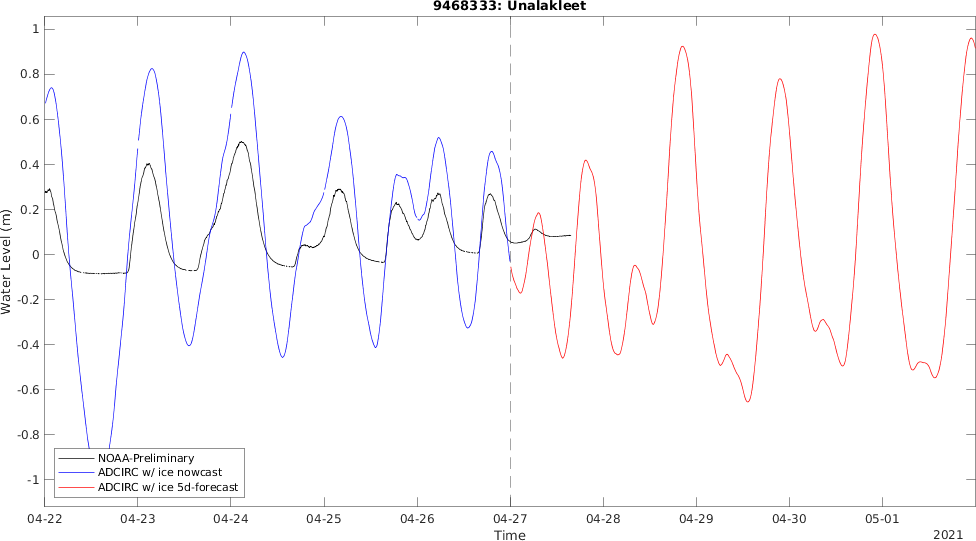 9468333: Unalakleet
1
0.8
0.6
0.4
0.2
0
-0.2
-0.4
-0.6
-0.8
-1
Water Level (m)
NOAA-Preliminary
ADCIRC w/ ice nowcast
ADCIRC w/ ice 5d-forecast
04-22 04-23 04-24 04-25 04-26 04-27 04-28 04-29 04-30 05-01
Time
2021